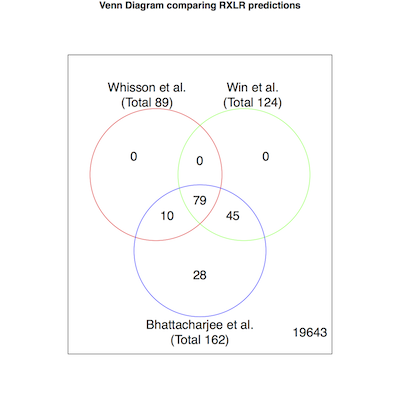 Venn Diagram comparing RXLR predictions
Whisson et al.
(Total 89)
Win et al.
(Total 124)
0
0
0
79
10
45
28
Bhattacharjee et al.
(Total 162)
19643